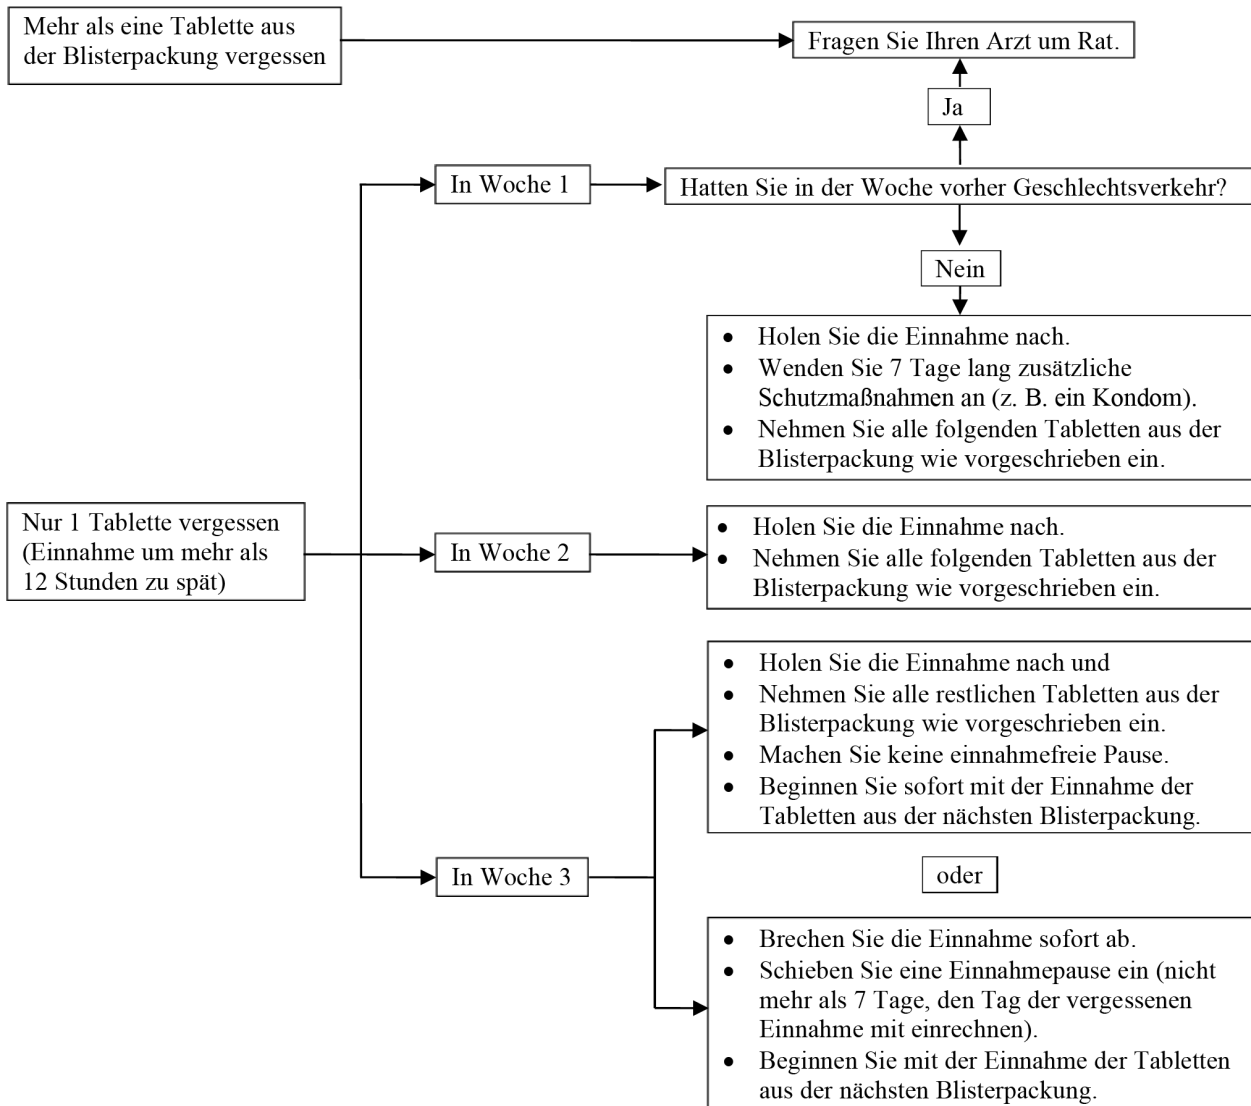 Mehr als eine Tablette aus
der Blisterpackung vergessen
Fragen Sie Ihren Arzt um Rat.
Ja
In Woche 1
Hatten Sie in der Woche vorher Geschlechtsverkehr?
Nein
• Holen Sie die Einnahme nach.
• Wenden Sie 7 Tage lang zusätzliche
Schutzmaßnahmen an (z. B. ein Kondom).
• Nehmen Sie alle folgenden Tabletten aus der
Blisterpackung wie vorgeschrieben ein.
Nur 1 Tablette vergessen
(Einnahme um mehr als
12 Stunden zu spät)
In Woche 2
• Holen Sie die Einnahme nach.
• Nehmen Sie alle folgenden Tabletten aus der
Blisterpackung wie vorgeschrieben ein.
In Woche 3
• Holen Sie die Einnahme nach und
• Nehmen Sie alle restlichen Tabletten aus der
Blisterpackung wie vorgeschrieben ein.
• Machen Sie keine einnahmefreie Pause.
• Beginnen Sie sofort mit der Einnahme der
Tabletten aus der nächsten Blisterpackung.
oder
• Brechen Sie die Einnahme sofort ab.
• Schieben Sie eine Einnahmepause ein (nicht
mehr als 7 Tage, den Tag der vergessenen
Einnahme mit einrechnen).
• Beginnen Sie mit der Einnahme der Tabletten
aus der nächsten Blisterpackung.